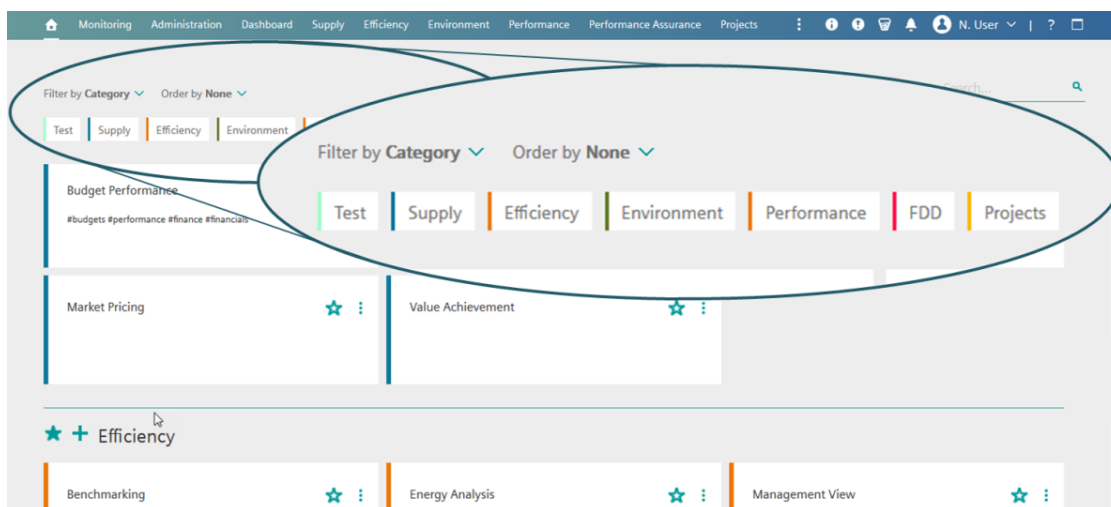 Monitoring Administration Dashboard Supply Efficiency Environment Performance Performance Assurance Projects N. User | ?
Filter by Category Order by None
Search...
Test Supply Efficiency Environment
Filter by Category Order by None
Test Supply Efficiency Environment Performance FDD Projects
Budget Performance
#budgets #performance #finance #financials
Market Pricing Value Achievement
Efficiency
Benchmarking Energy Analysis Management View